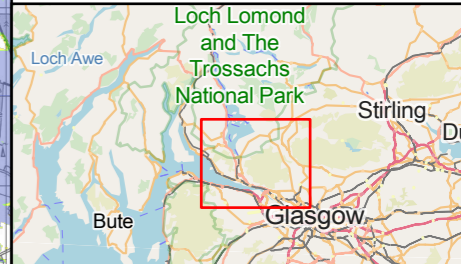 Loch Lomond
and The
Trossachs
National Park
Loch Awe
Stirling
Bute
Glasgow